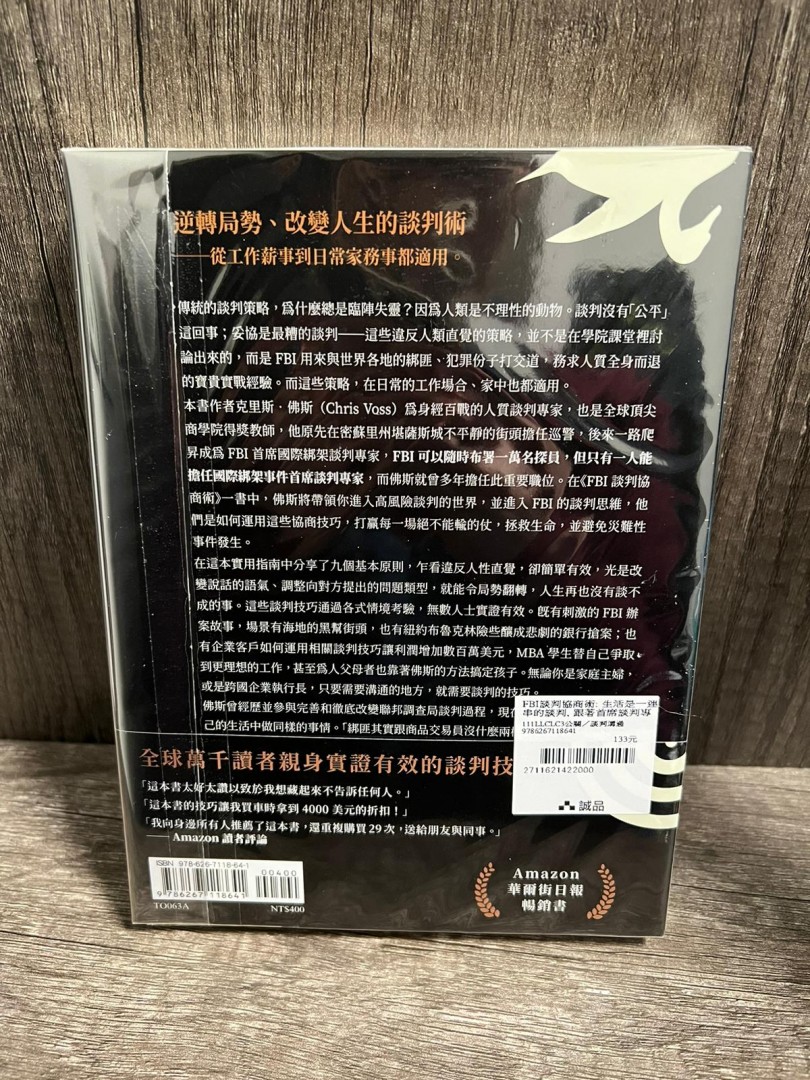 逆轉局勢、改變人生的談判術
——從工作薪事到日常家務事都適用。
傳統的談判策略，爲什麼總是臨陣失靈？因爲人類是不理性的動物。談判沒有「公平」
這回事；妥協是最糟的談判——這些違反人類直覺的策略，並不是在學院課堂裡討
論出來的，而是 FBI 用來與世界各地的綁匪、犯罪份子打交道，務求人質全身而退
的寶貴實戰經驗。而這些策略，在日常的工作場合、家中也都適用。
本書作者克里斯．佛斯（Chris Voss）爲身經百戰的人質談判專家，也是全球頂尖
商學院得獎教師，他原先在密蘇里州堪薩斯城不平靜的街頭擔任巡警，後來一路爬
昇成爲 FBI 首席國際綁架談判專家，FBI 可以隨時布署一萬名探員，但只有一人能
擔任國際綁架事件首席談判專家，而佛斯就曾多年擔任此重要職位。在《FBI 談判協
商術》一書中，佛斯將帶領你進入高風險談判的世界，並進入 FBI 的談判思維，他
們是如何運用這些協商技巧，打贏每一場絕不能輸的仗，拯救生命，並避免災難性
事件發生。
在這本實用指南中分享了九個基本原則，乍看違反人性直覺，卻簡單有效，光是改
變說話的語氣、調整向對方提出的問題類型，就能令局勢翻轉，人生再也沒有談不
成的事。這些談判技巧通過各式情境考驗，無數人士實證有效。既有刺激的 FBI 辦
案故事，場景有海地的黑幫街頭，也有紐約布魯克林險些釀成悲劇的銀行搶案；也
有企業客戶如何運用相關談判技巧讓利潤增加數百萬美元，MBA 學生替自己爭取
到更理想的工作，甚至爲人父母者也靠著佛斯的方法搞定孩子。無論你是家庭主婦，
或是跨國企業執行長，只要需要溝通的地方，就需要談判的技巧。
佛斯曾經歷並參與完善和徹底改變聯邦調查局談判過程，現在
己的生活中做同樣的事情。「綁匪其實跟商品交易員沒什麼兩
全球萬千讀者親身實證有效的談判技
「這本書太好太讚以致於我想藏起來不告訴任何人。」
「這本書的技巧讓我買車時拿到 4000 美元的折扣！」
「我向身邊所有人推薦了這本書，還重複購買 29 次，送給朋友與同事。」
——Amazon 讀者評論
FBI談判協商術: 生活是一連
串的談判, 跟著首席談判專
111LLCLC3公關／談判溝通
9786267118641
133元
2711621422000
誠品
ISBN 978-626-7118-64-1
00400
9 786267 118641
TO063A
NT$400
Amazon
華爾街日報
暢銷書